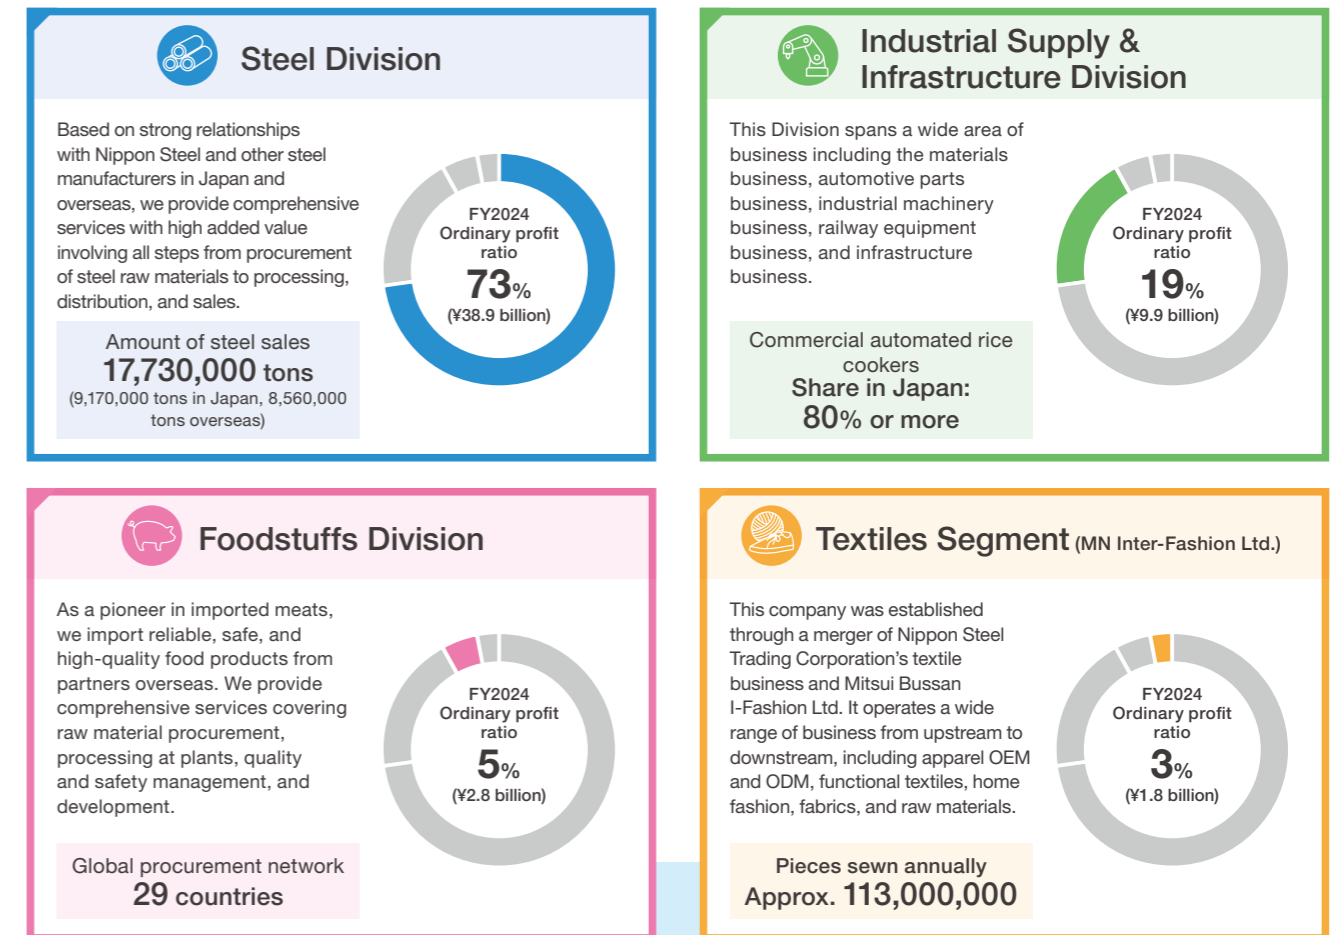 Steel Division
Based on strong relationships
with Nippon Steel and other steel
manufacturers in Japan and
overseas, we provide comprehensive
services with high added value
involving all steps from procurement
of steel raw materials to processing,
distribution, and sales.
FY2024
Ordinary profit
ratio
73%
(¥38.9 billion)
Amount of steel sales
17,730,000 tons
(9,170,000 tons in Japan, 8,560,000
tons overseas)
Industrial Supply &
Infrastructure Division
This Division spans a wide area of
business including the materials
business, automotive parts
business, industrial machinery
business, railway equipment
business, and infrastructure
business.
FY2024
Ordinary profit
ratio
19%
(¥9.9 billion)
Commercial automated rice
cookers
Share in Japan:
80% or more
Foodstuffs Division
As a pioneer in imported meats,
we import reliable, safe, and
high-quality food products from
partners overseas. We provide
comprehensive services covering
raw material procurement,
processing at plants, quality
and safety management, and
development.
FY2024
Ordinary profit
ratio
5%
(¥2.8 billion)
Global procurement network
29 countries
Textiles Segment (MN Inter-Fashion Ltd.)
This company was established
through a merger of Nippon Steel
Trading Corporation's textile
business and Mitsui Bussan
I-Fashion Ltd. It operates a wide
range of business from upstream to
downstream, including apparel OEM
and ODM, functional textiles, home
fashion, fabrics, and raw materials.
FY2024
Ordinary profit
ratio
3%
(¥1.8 billion)
Pieces sewn annually
Approx. 113,000,000